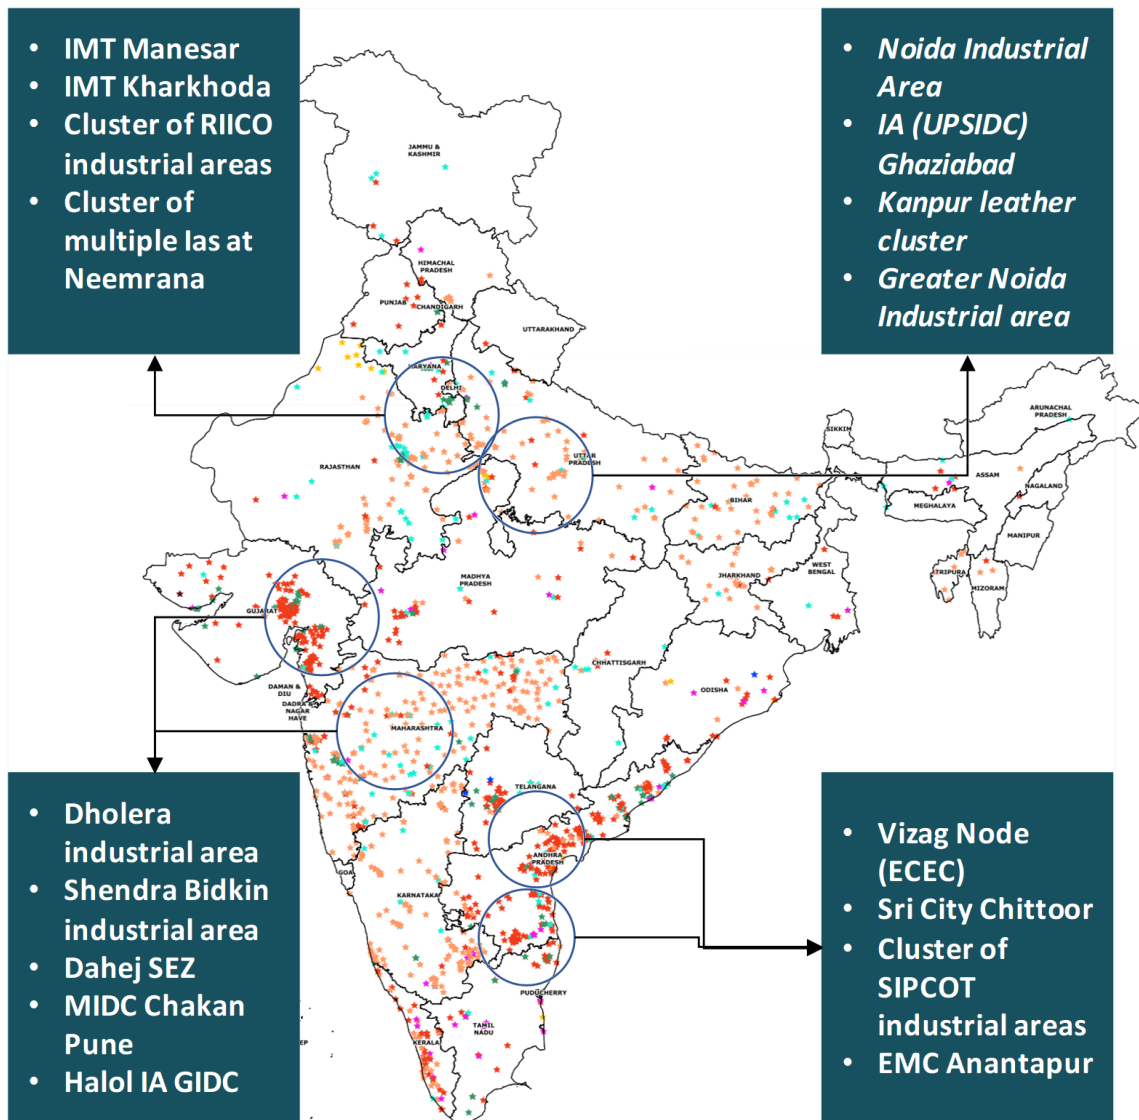 • IMT Manesar
• IMT Kharkhoda
• Cluster of RIICO
industrial areas
• Cluster of
multiple Ias at
Neemrana
• Noida Industrial
Area
• IA (UPSIDC)
Ghaziabad
• Kanpur leather
cluster
• Greater Noida
Industrial area
JAMMU &
KASHMIR
HIMACHAL
PRADESH
PUNJAB
CHANDIGARH
UTTARAKHAND
HARYANA
DELHI
ARUNACHAL
PRADESH
SIKKIM
RAJASTHAN
UTTAR
PRADESH
ASSAM
NAGALAND
BIHAR
MEGHALAYA
MANIPUR
MADHYA
PRADESH
JHARKHAND
WEST
BENGAL
TRIPURA
MIZORAM
GUJARAT
CHHATTISGARH
ODISHA
DAMAN &
DIU
DADRA &
NAGAR
HAVE
MAHARASHTRA
TELANGANA
ANDHRA
PRADESH
GOA
KARNATAKA
PUDUCHERRY
TAMIL
NADU
KERALA
EP
• Dholera
industrial area
• Shendra Bidkin
industrial area
• Dahej SEZ
• MIDC Chakan
Pune
• Halol IA GIDC
• Vizag Node
(ECEC)
• Sri City Chittoor
• Cluster of
SIPCOT
industrial areas
• EMC Anantapur